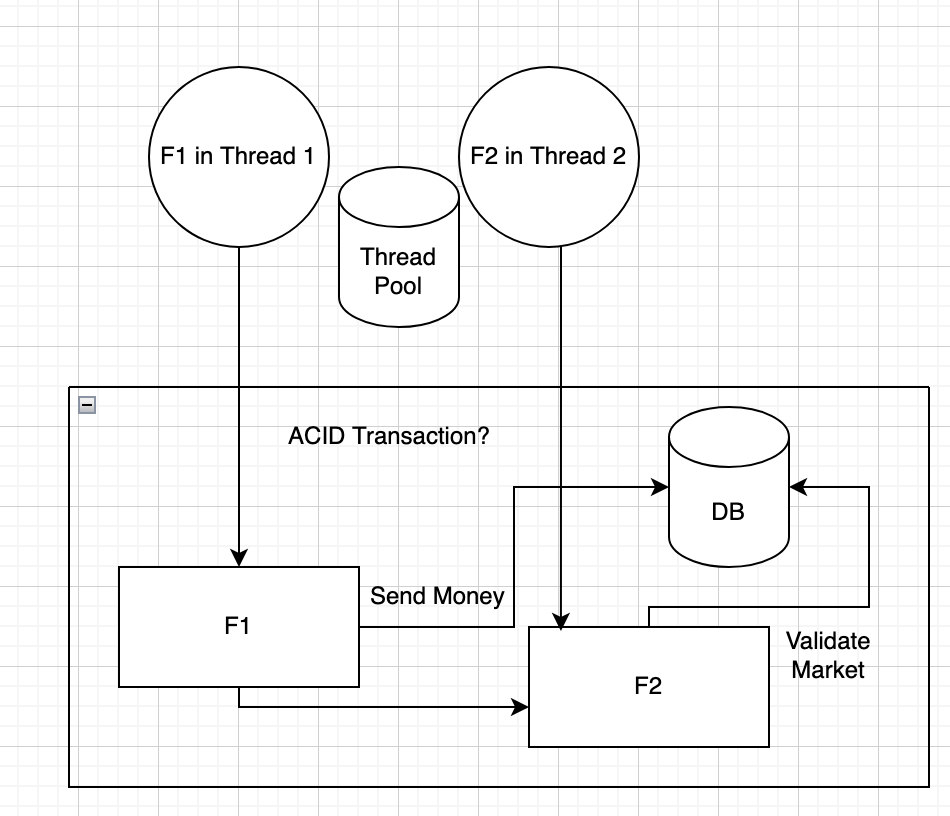 F1 in Thread 1
F2 in Thread 2
Thread
Pool
ACID Transaction?
DB
Send Money
F1
Validate
Market
F2